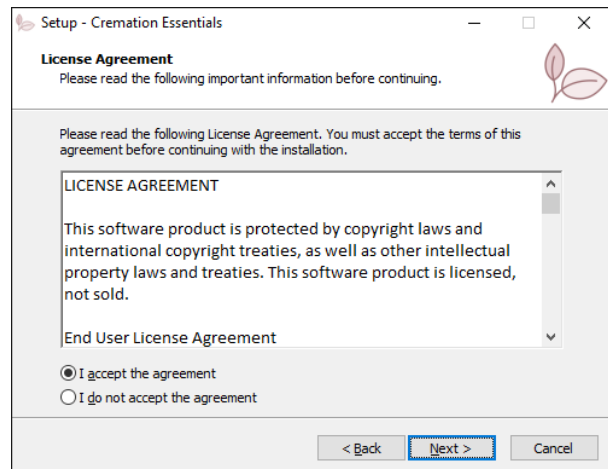 Setup - Cremation Essentials
License Agreement
Please read the following important information before continuing.
Please read the following License Agreement. You must accept the terms of this
agreement before continuing with the installation.
LICENSE AGREEMENT
This software product is protected by copyright laws and
international copyright treaties, as well as other intellectual
property laws and treaties. This software product is licensed,
not sold.
End User License Agreement
I accept the agreement
I do not accept the agreement
< Back Next > Cancel